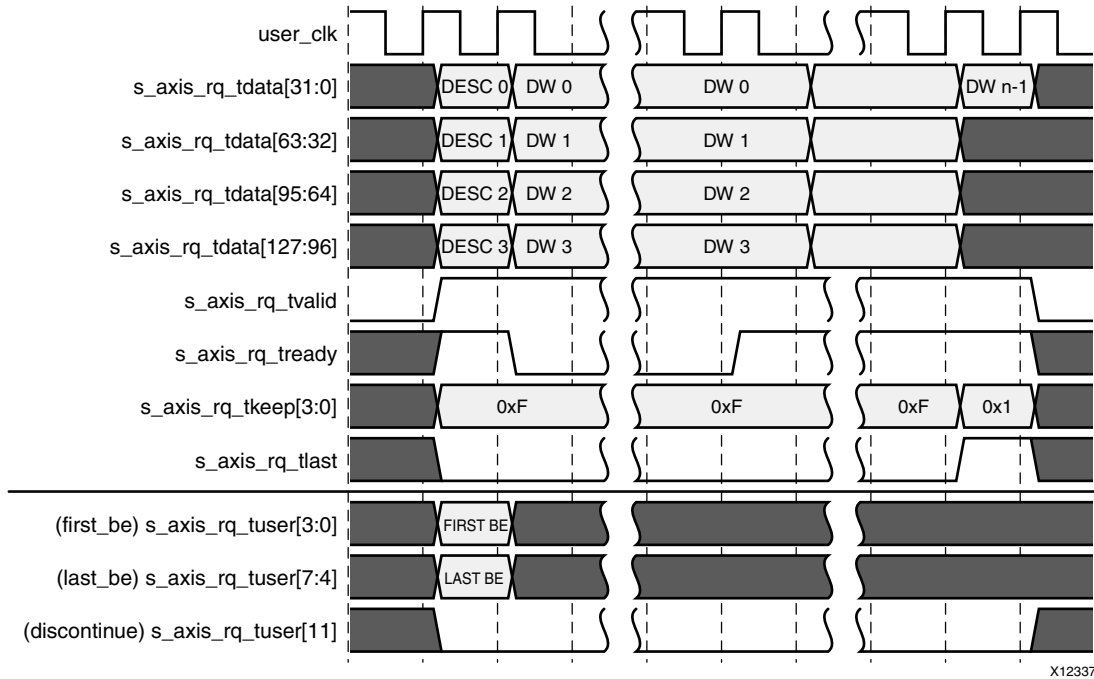 user_clk
s_axis_rq_tdata[31:0] DESC 0 DW 0 DW 0 DW n-1
s_axis_rq_tdata[63:32] DESC 1 DW 1 DW 1
s_axis_rq_tdata[95:64] DESC 2 DW 2 DW 2
s_axis_rq_tdata[127:96] DESC 3 DW 3 DW 3
s_axis_rq_tvalid
s_axis_rq_tready
s_axis_rq_tkeep[3:0] 0xF 0xF 0xF 0x1
s_axis_rq_tlast
(first_be) s_axis_rq_tuser[3:0] FIRST BE
(last_be) s_axis_rq_tuser[7:4] LAST BE
(discontinue) s_axis_rq_tuser[11]
X12337